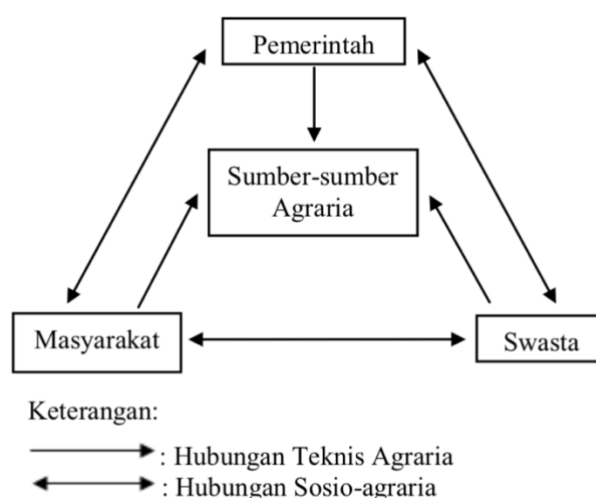 Pemerintah
Sumber-sumber
Agraria
Masyarakat
Swasta
Keterangan:
: Hubungan Teknis Agraria
: Hubungan Sosio-agraria